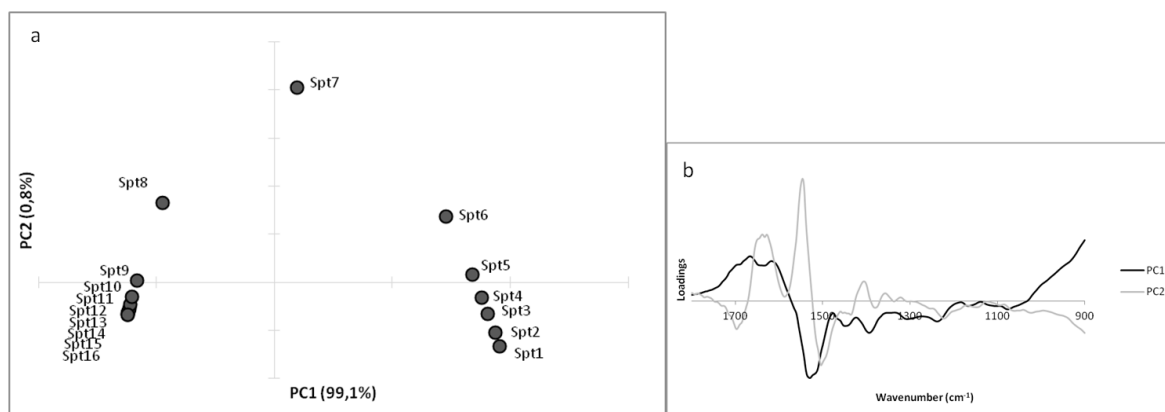 a
Spt7
Spt8
Spt6
PC2 (0,8%)
Spt9
Spt10
Spt11
Spt12
Spt13
Spt14
Spt15
Spt16
Spt5
Spt4
Spt3
Spt2
Spt1
PC1 (99,1%)
b
Loadings
PC1
PC2
1700
1500
1300
1100
900
Wavenumber (cm-1)